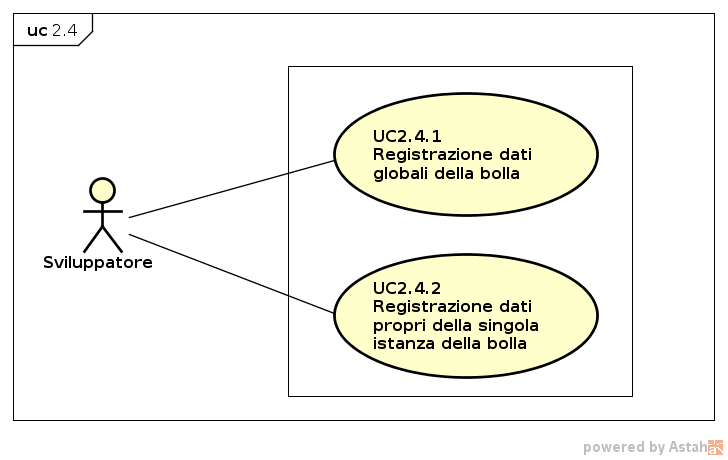 uc 2.4
UC2.4.1
Registrazione dati
globali della bolla
Sviluppatore
UC2.4.2
Registrazione dati
propri della singola
istanza della bolla
powered by Astah